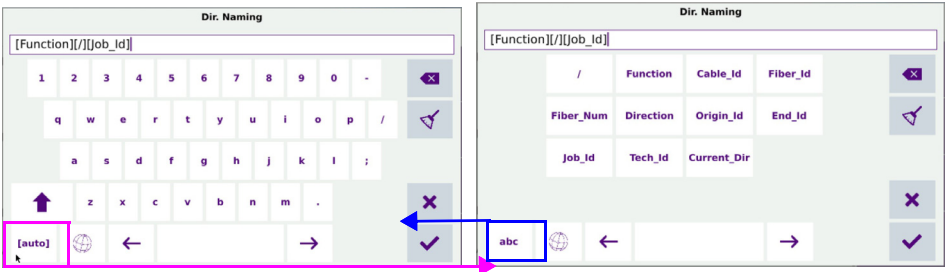 Dir. Naming
[Function][/][Job_Id]
1 2 3 4 5 6 7 8 9 0 -
q w e r t y u i o p /
a s d f g h j k l ;
z x c v b n m .
[auto]
Dir. Naming
[Function][/][Job_Id]
/ Function Cable_Id Fiber_Id
Fiber_Num Direction Origin_Id End_Id
Job_Id Tech_Id Current_Dir
abc